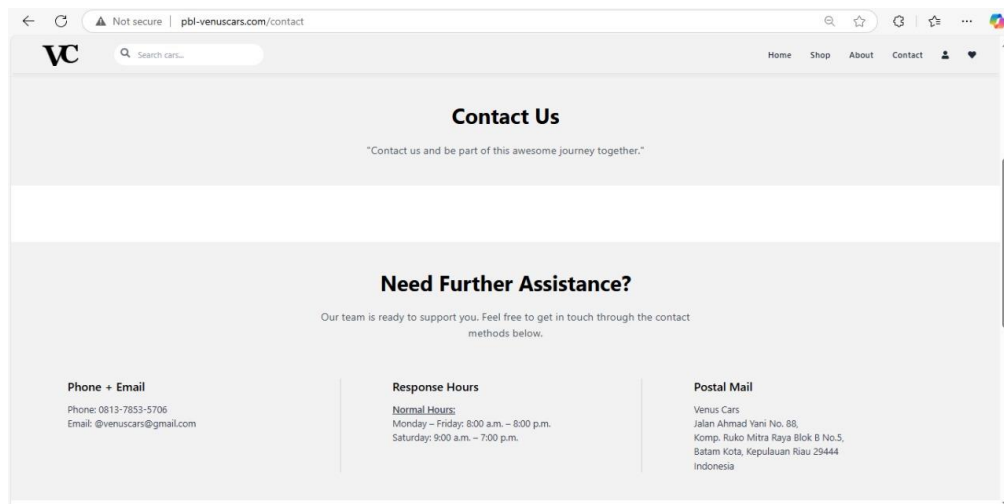 Not secure pbl-venuscars.com/contact
VC
Search cars...
Home Shop About Contact
Contact Us
"Contact us and be part of this awesome journey together."
Need Further Assistance?
Our team is ready to support you. Feel free to get in touch through the contact
methods below.
Phone + Email
Phone: 0813-7853-5706
Email: @venuscars@gmail.com
Response Hours
Normal Hours:
Monday – Friday: 8:00 a.m. – 8:00 p.m.
Saturday: 9:00 a.m. – 7:00 p.m.
Postal Mail
Venus Cars
Jalan Ahmad Yani No. 88,
Komp. Ruko Mitra Raya Blok B No.5,
Batam Kota, Kepulauan Riau 29444
Indonesia